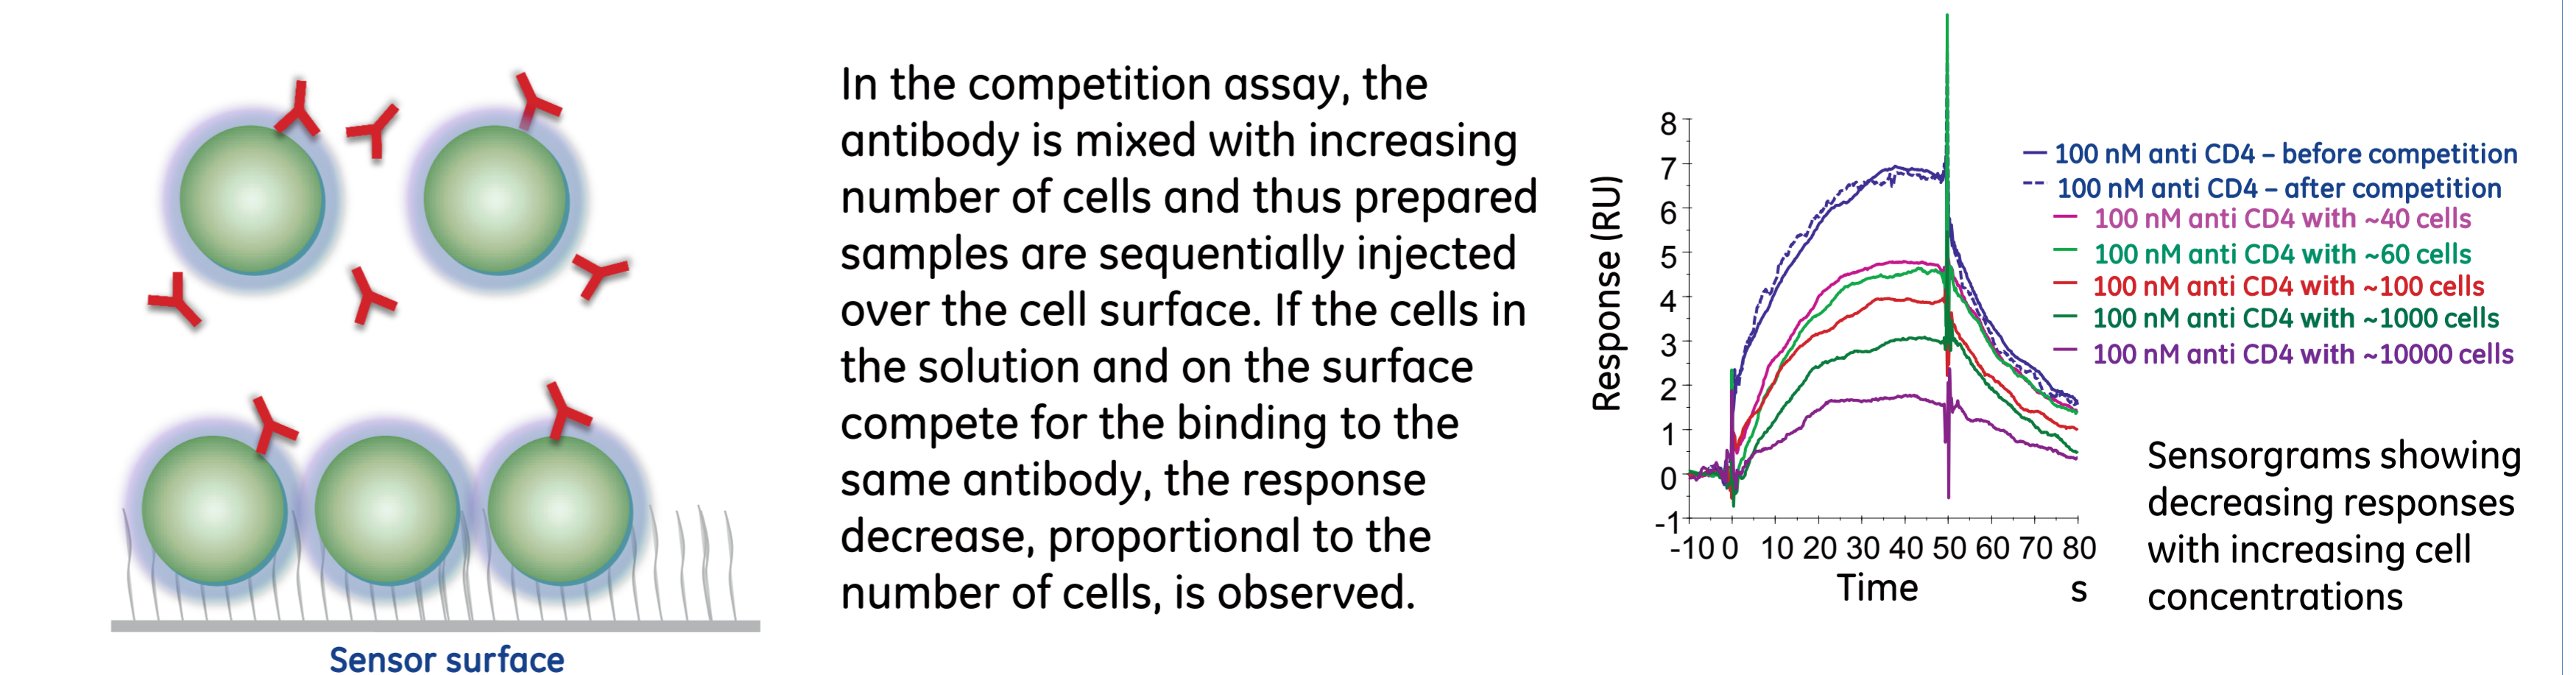 In the competition assay, the
antibody is mixed with increasing
number of cells and thus prepared
samples are sequentially injected
over the cell surface. If the cells in
the solution and on the surface
compete for the binding to the
same antibody, the response
decrease, proportional to the
number of cells, is observed.
Sensor surface
Response (RU)
8
7
6
5
4
3
2
1
0
-1
-10 0 10 20 30 40 50 60 70 80
Time s
100 nM anti CD4 – before competition
100 nM anti CD4 – after competition
100 nM anti CD4 with ~40 cells
100 nM anti CD4 with ~60 cells
100 nM anti CD4 with ~100 cells
100 nM anti CD4 with ~1000 cells
100 nM anti CD4 with ~10000 cells
Sensorgrams showing
decreasing responses
with increasing cell
concentrations